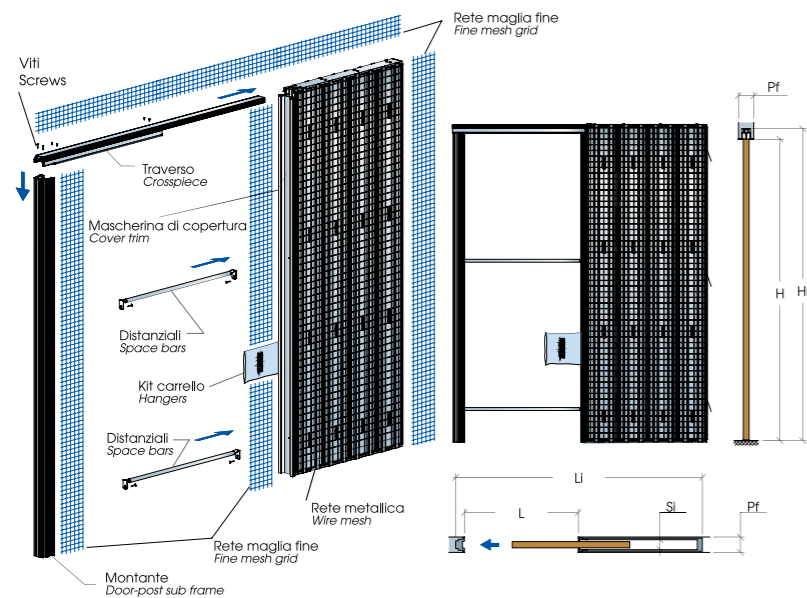 Rete maglia fine
Fine mesh grid
Viti
Screws
Traverso
Crosspiece
Mascherina di copertura
Cover trim
Distanziali
Space bars
Kit carrello
Hangers
Distanziali
Space bars
Rete metallica
Wire mesh
Rete maglia fine
Fine mesh grid
Montante
Door-post sub frame
Pf
H
Hi
Li
L
Si
Pf